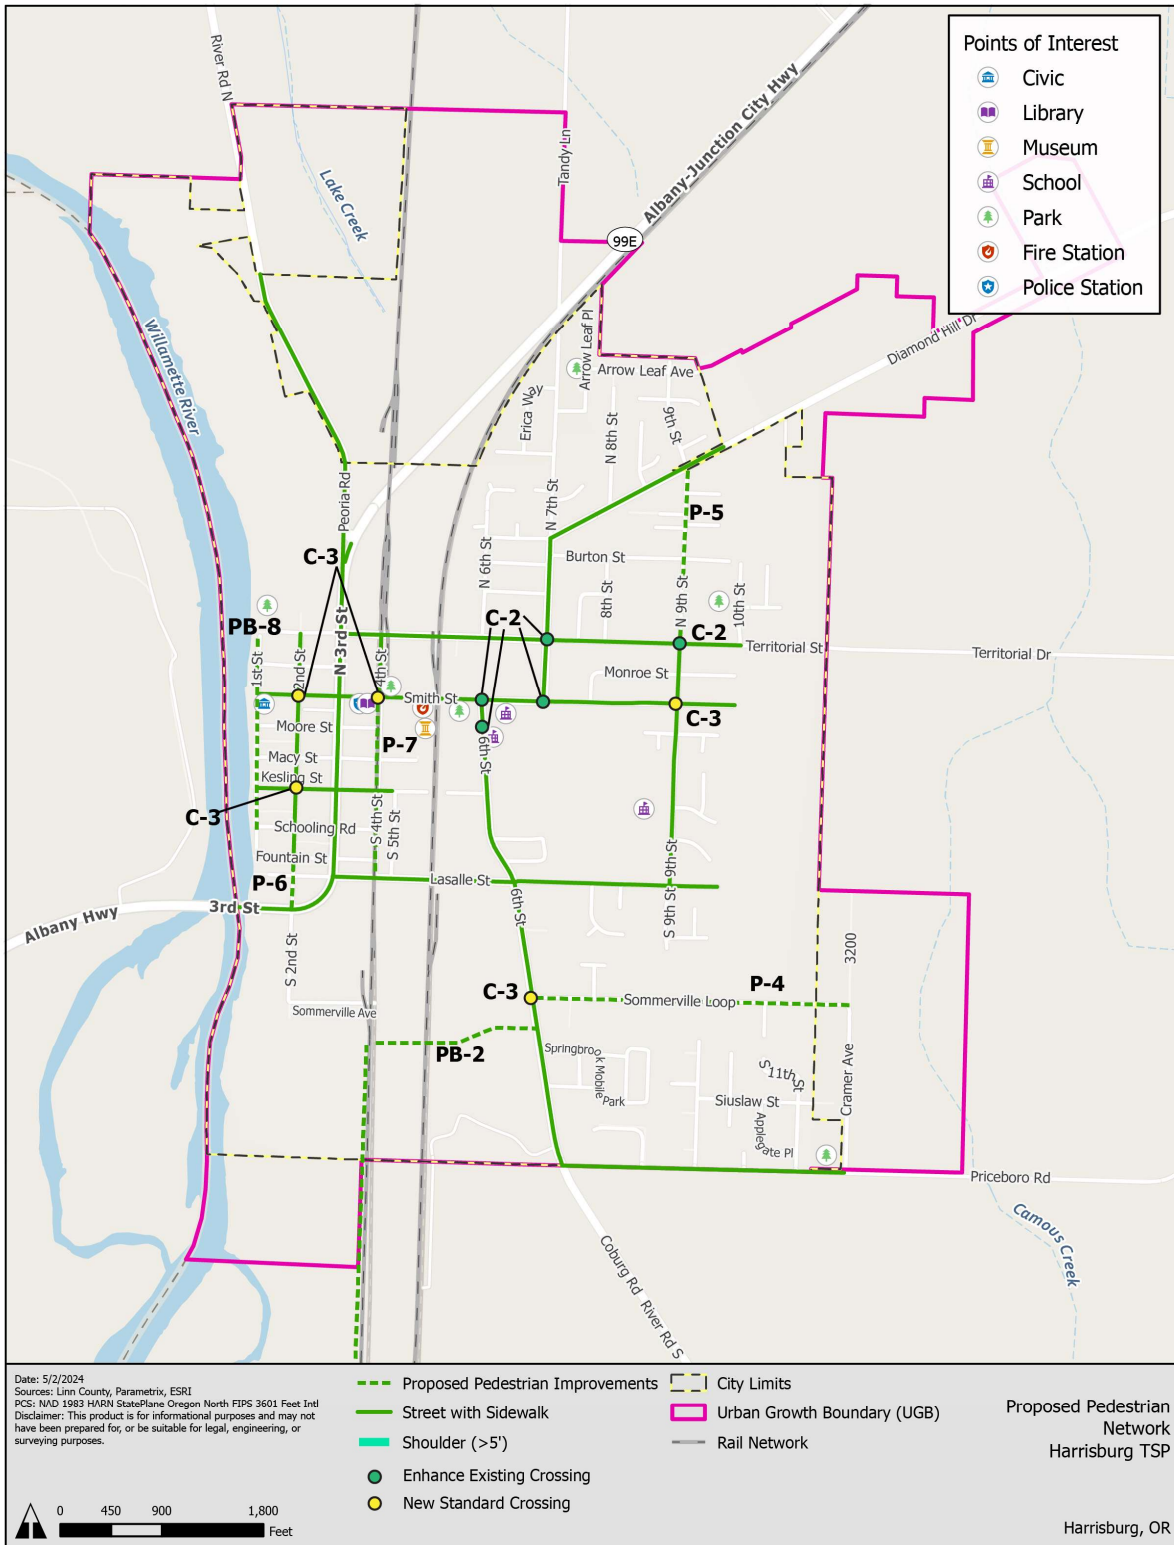 Points of Interest
Civic
Library
Museum
School
Park
Fire Station
Police Station
River Rd N
Lake Creek
Tandy Ln
Albany-Junction City Hwy
99E
Willamette River
Diamond Hill Dr
Arrow Leaf Pl
Arrow Leaf Ave
Erica Way
N 8th St
9th St
N 7th St
Peoria Rd
P-5
C-3
N 6th St
Burton St
8th St
N 9th St
10th St
PB-8
C-2
C-2
N 3rd St
1st St
2nd St
4th St
Territorial St
Territorial Dr
Monroe St
Smith St
C-3
Moore St
P-7
Macy St
6th St
Kesling St
C-3
Schooling Rd
S 4th St
S 5th St
Fountain St
P-6
Lasalle St
9th St
S 9th St
3rd St
Albany Hwy
6th St
S 2nd St
3200
C-3
Sommerville Loop
P-4
Sommerville Ave
PB-2
Springbrook Mobile Park
S 11th St
Siuslaw St
Applegate Pl
Cramer Ave
Priceboro Rd
Camous Creek
Coburg Rd
River Rd S
Date: 5/2/2024
Sources: Linn County, Parametrix, ESRI
PCS: NAD 1983 HARN StatePlane Oregon North FIPS 3601 Feet Intl
Disclaimer: This product is for informational purposes and may not
have been prepared for, or be suitable for legal, engineering, or
surveying purposes.
0 450 900 1,800
Feet
Proposed Pedestrian Improvements
Street with Sidewalk
Shoulder (>5')
Enhance Existing Crossing
New Standard Crossing
City Limits
Urban Growth Boundary (UGB)
Rail Network
Proposed Pedestrian
Network
Harrisburg TSP
Harrisburg, OR